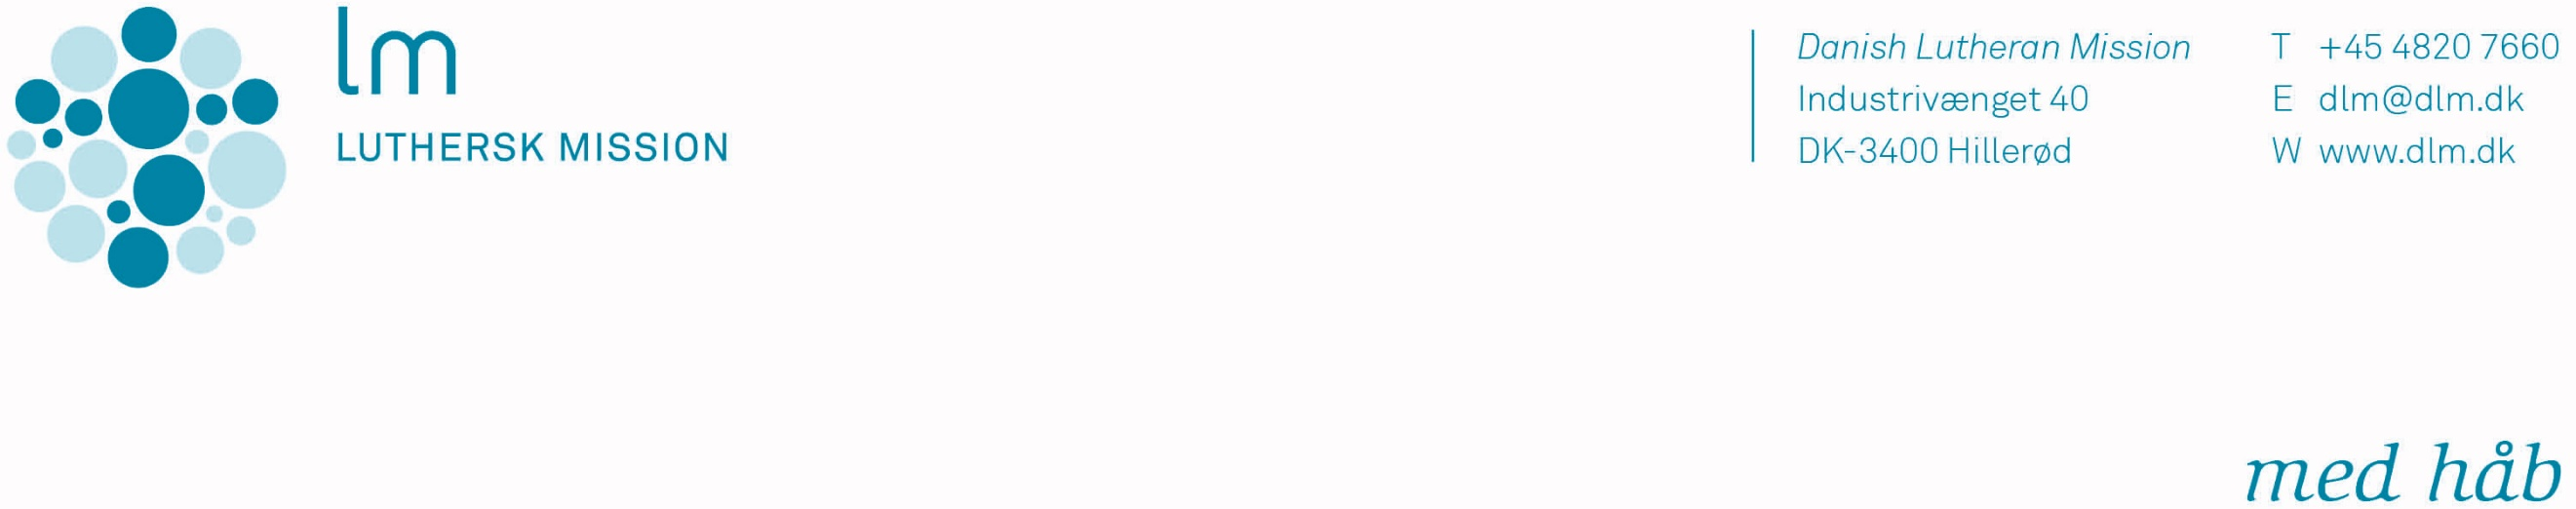 lm
LUTHERSK MISSION
Danish Lutheran Mission
Industrivænget 40
DK-3400 Hillerød
T +45 4820 7660
E dlm@dlm.dk
W www.dlm.dk
med håb